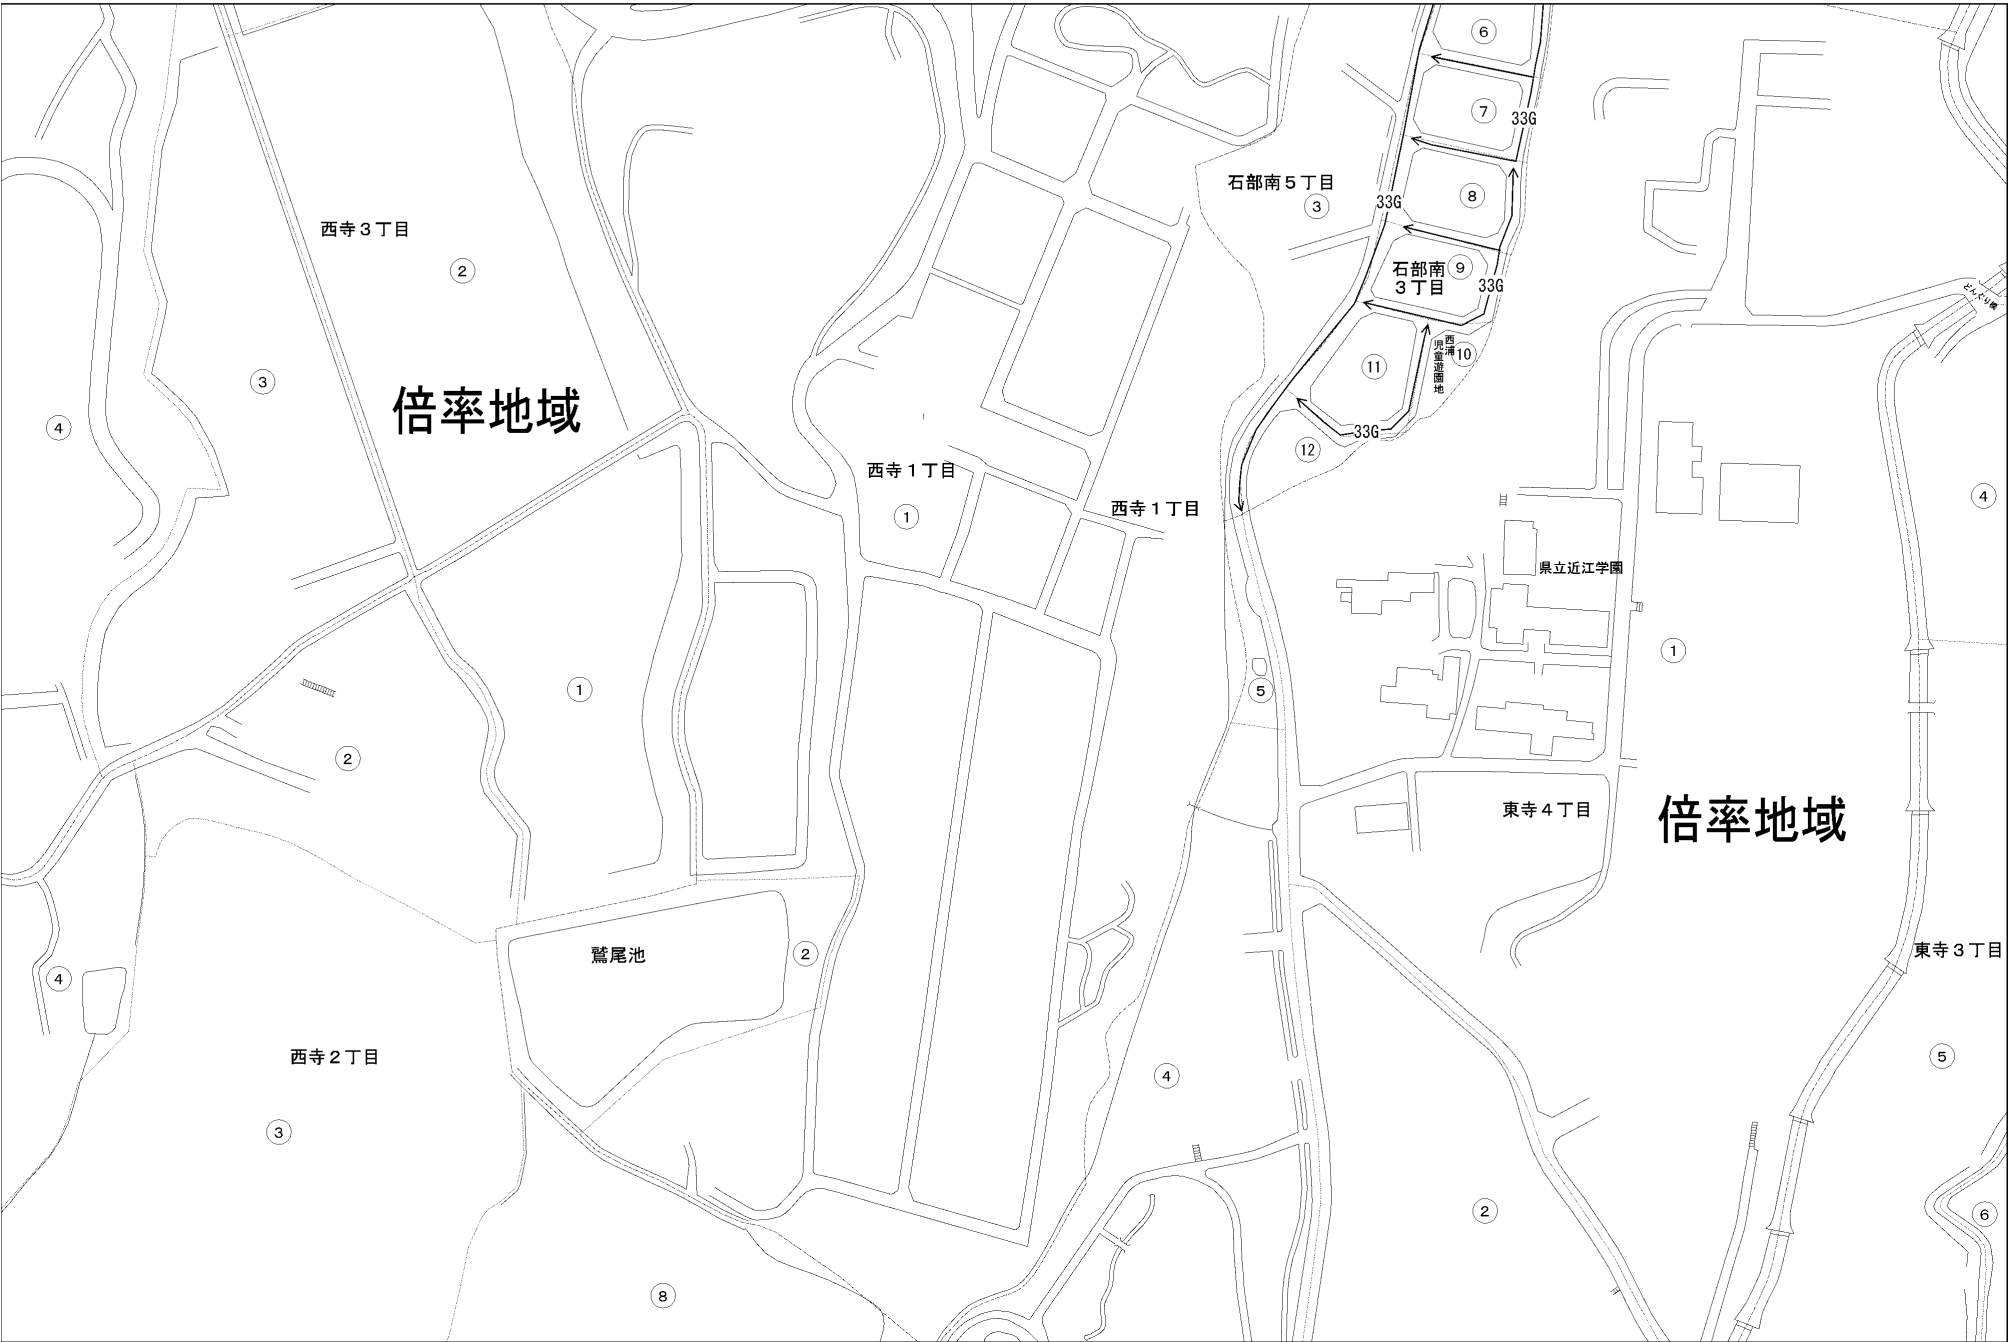 ⑥
⑦
33G
⑧
石部南５丁目
③
33G
西寺３丁目
②
⑨
石部南
３丁目
33G
どんぐり橋
西浦
児童遊園地
⑩
⑪
③
倍率地域
④
33G
⑫
西寺１丁目
①
西寺１丁目
④
県立近江学園
①
①
⑤
②
東寺４丁目
倍率地域
鷲尾池
②
東寺３丁目
④
西寺２丁目
③
④
⑤
②
⑥
⑧